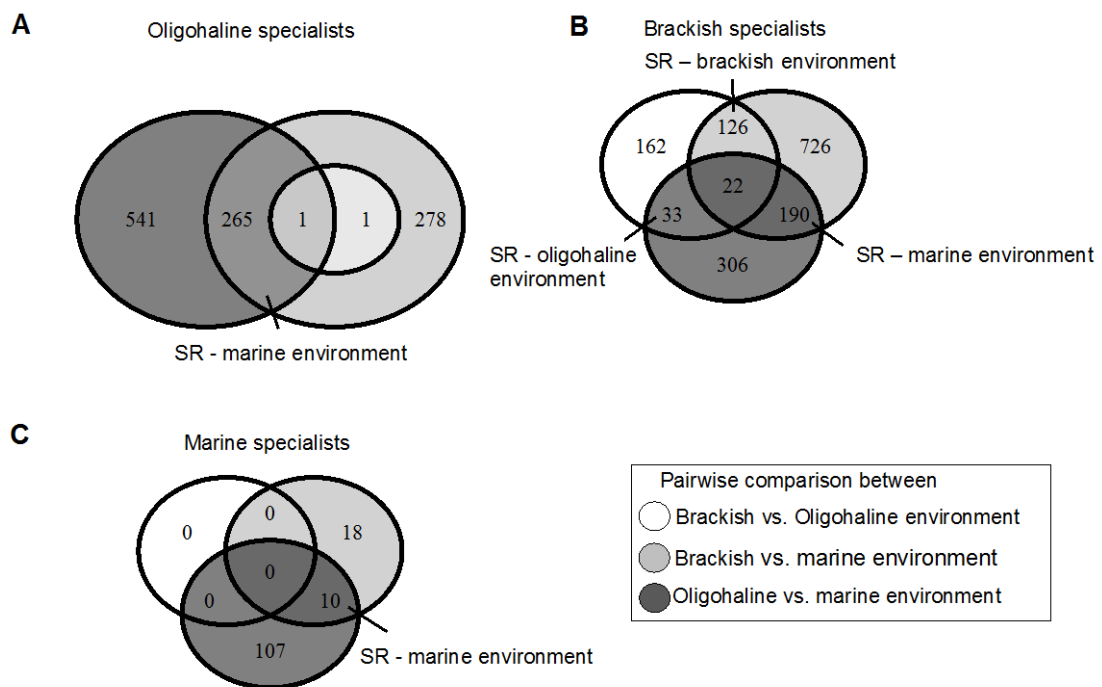 A
Oligohaline specialists
541
265
1
1
278
SR - marine environment
B
Brackish specialists
SR – brackish environment
162
126
726
22
33
190
306
SR - oligohaline
environment
SR – marine environment
C
Marine specialists
0
0
18
0
0
10
107
SR - marine environment
Pairwise comparison between
Brackish vs. Oligohaline environment
Brackish vs. marine environment
Oligohaline vs. marine environment